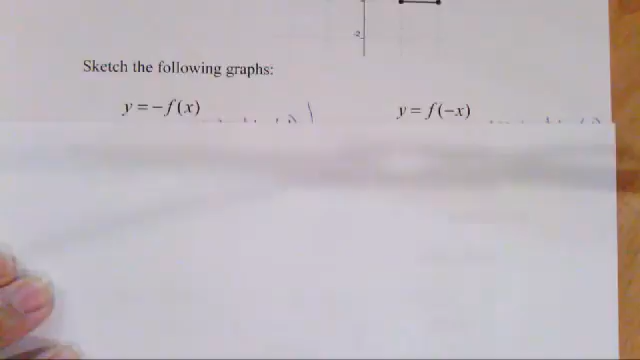 -2
Sketch the following graphs:
y = -f(x)
y = f(-x)